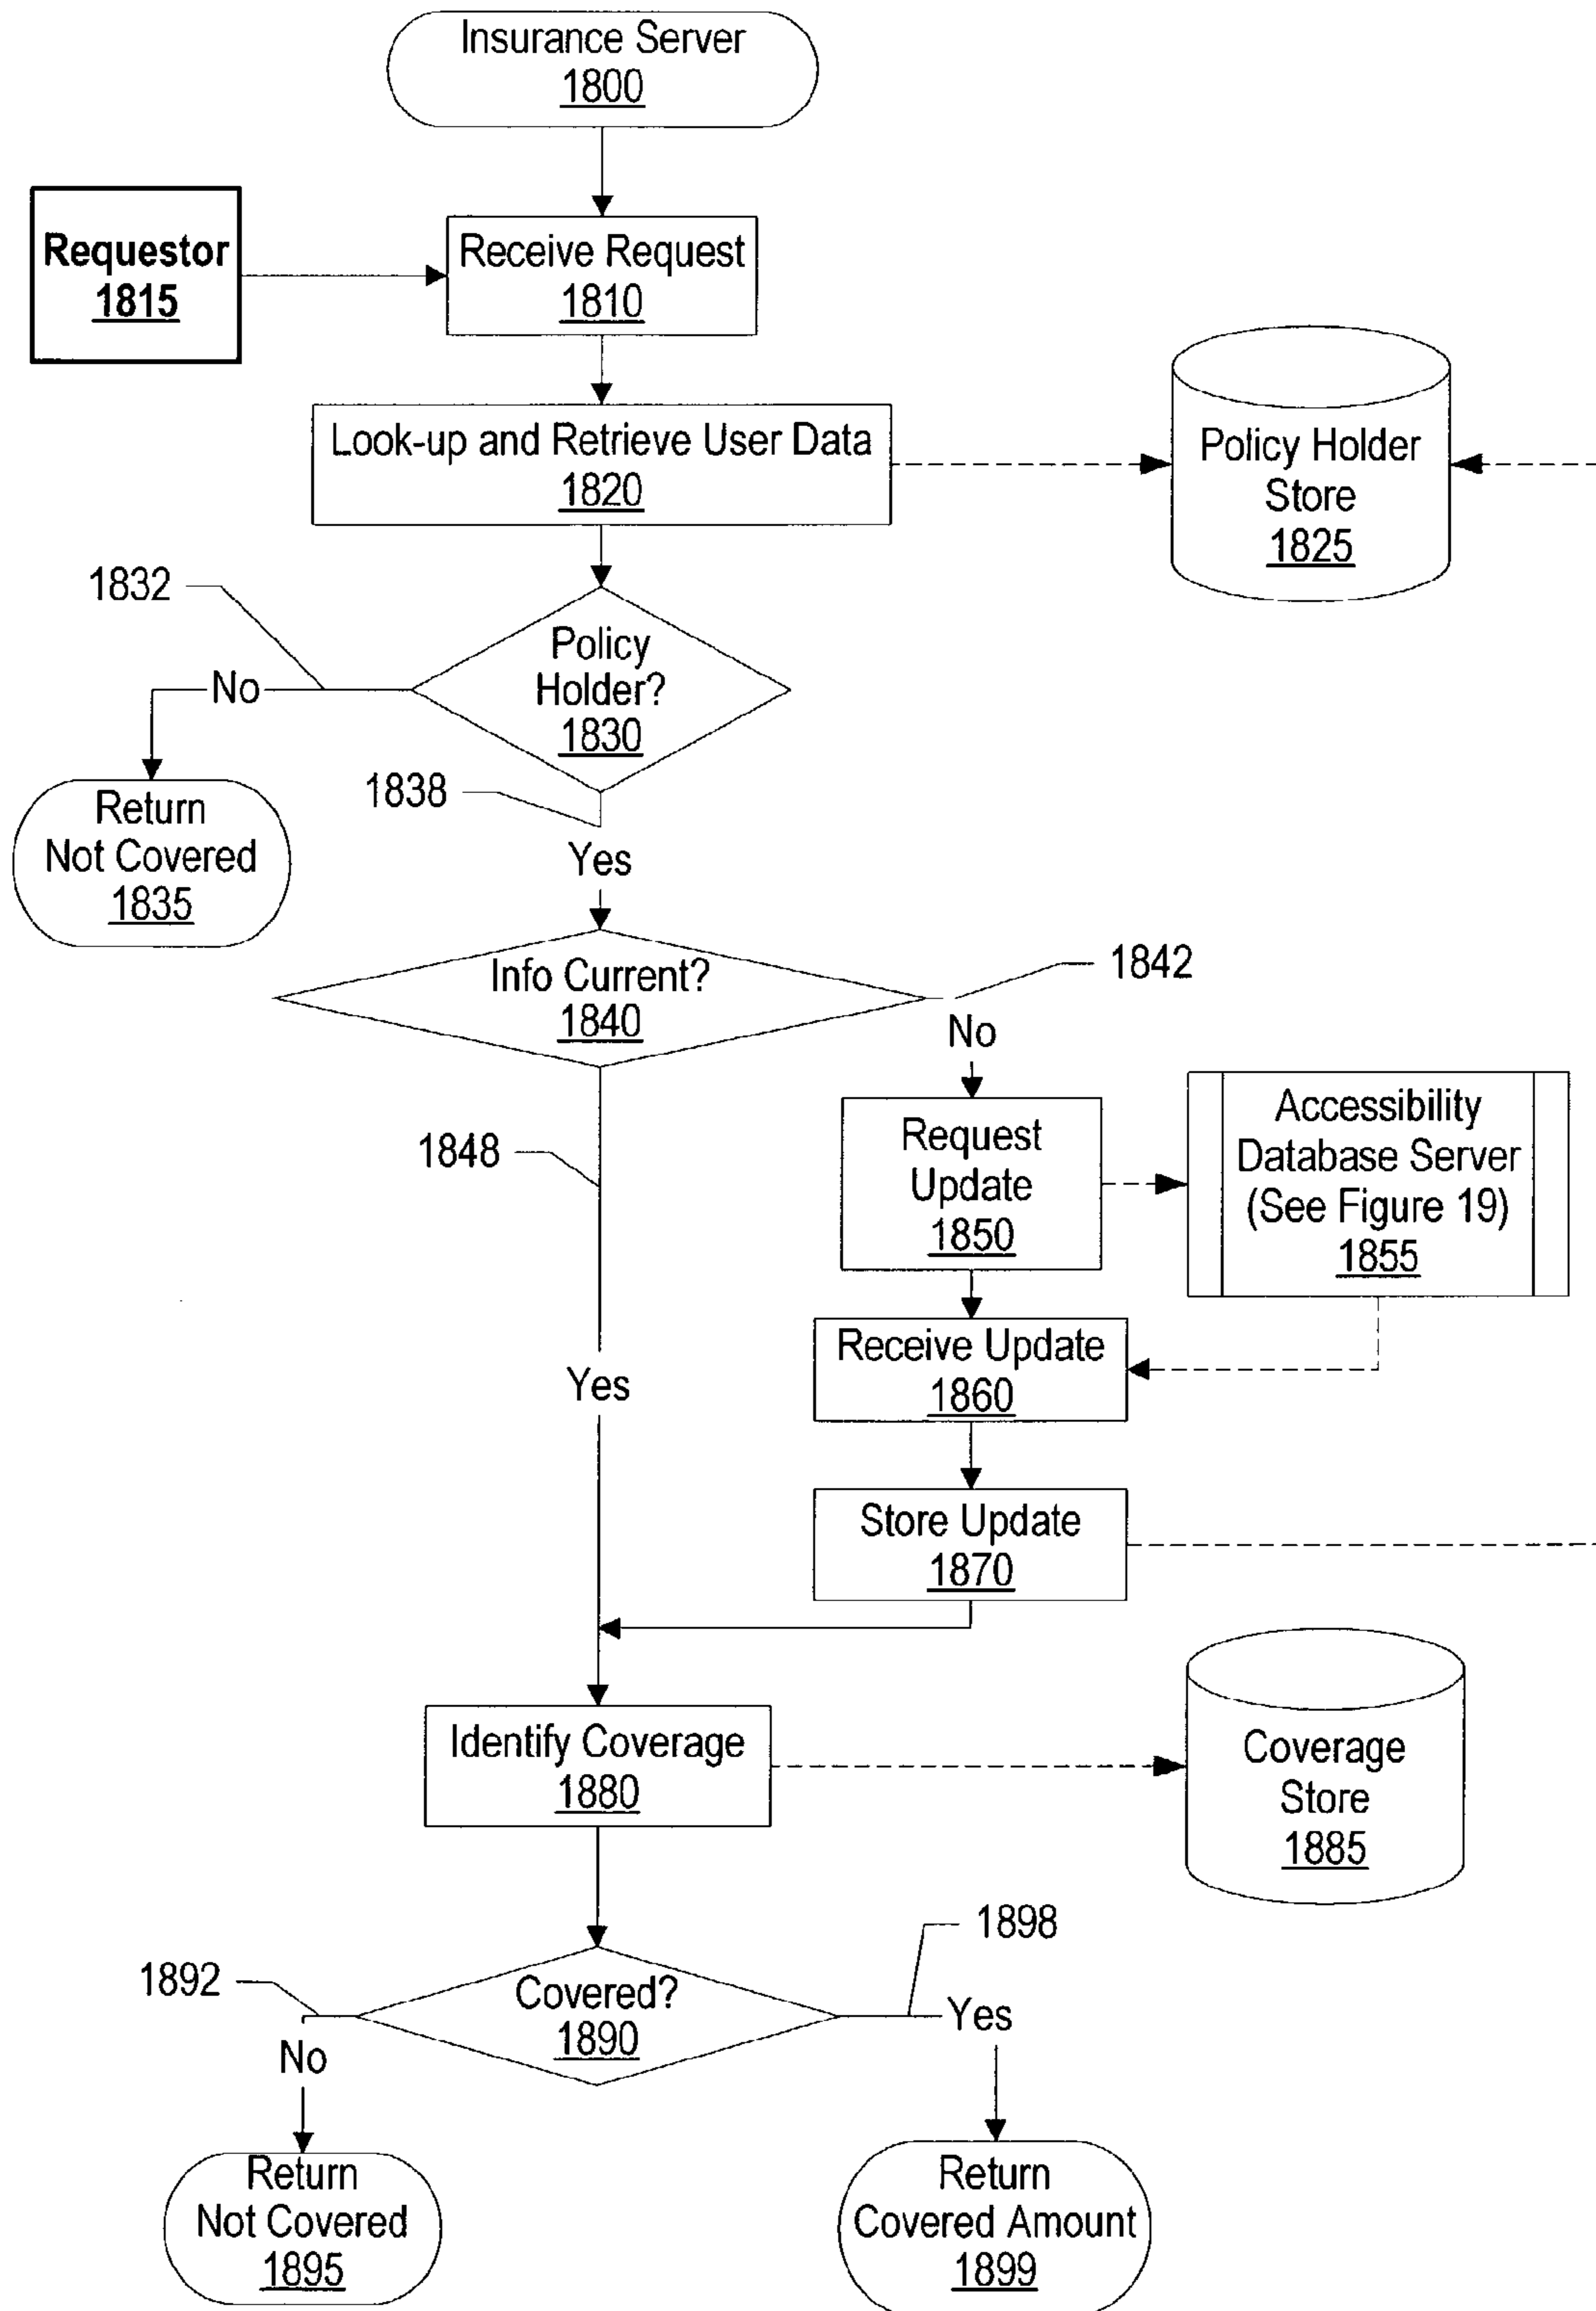 Insurance Server
1800
Requestor
1815
Receive Request
1810
Look-up and Retrieve User Data
1820
Policy Holder
Store
1825
1832
Policy
Holder?
1830
No
1838
Return
Not Covered
1835
Yes
Info Current?
1840
1842
No
Accessibility
Database Server
(See Figure 19)
1855
Request
Update
1850
1848
Receive Update
1860
Yes
Store Update
1870
Identify Coverage
1880
Coverage
Store
1885
1898
1892
Covered?
1890
Yes
No
Return
Not Covered
1895
Return
Covered Amount
1899